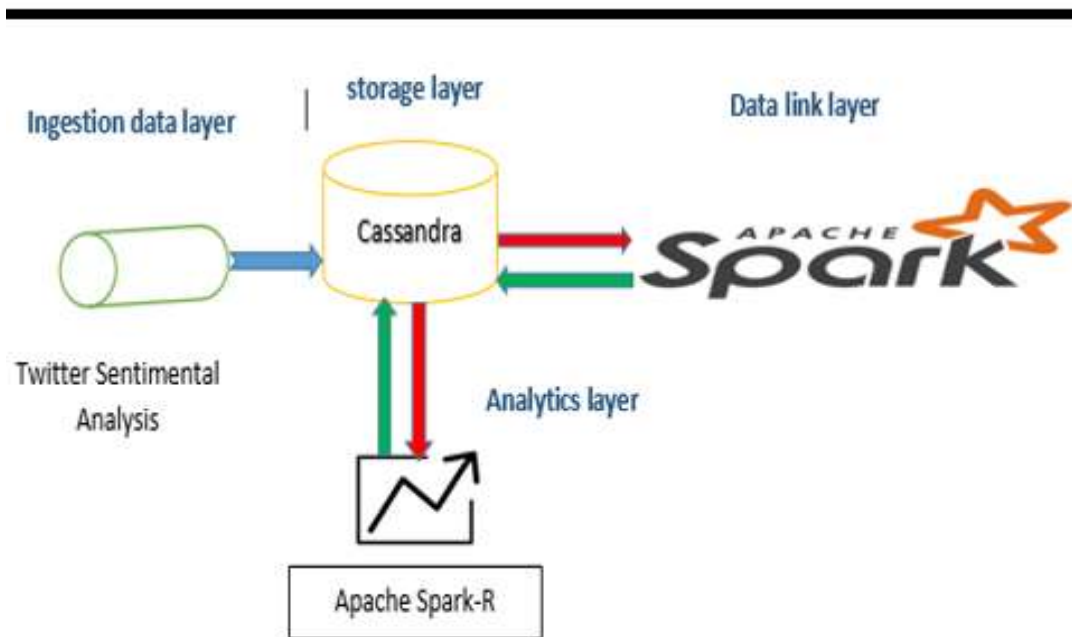 storage layer
Ingestion data layer
Data link layer
Cassandra
APACHE
Spark
Twitter Sentimental
Analysis
Analytics layer
Apache Spark-R